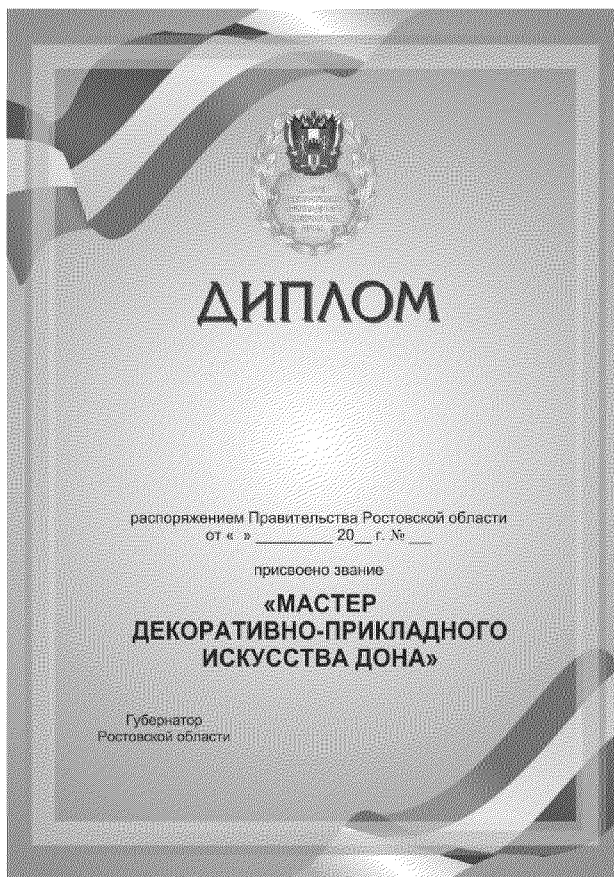 ДИПЛОМ
распоряжением Правительства Ростовской области
от « » _________ 20__ г. № ___
присвоено звание
«МАСТЕР
ДЕКОРАТИВНО-ПРИКЛАДНОГО
ИСКУССТВА ДОНА»
Губернатор
Ростовской области